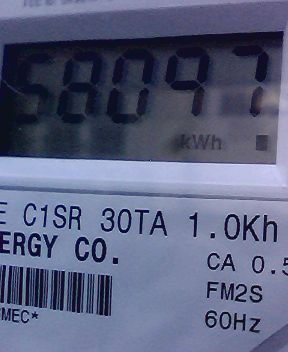 58097
kWh
E C1SR 30TA 1.0Kh
ERGY CO.
CA 0.5
FM2S
MEC*
60Hz